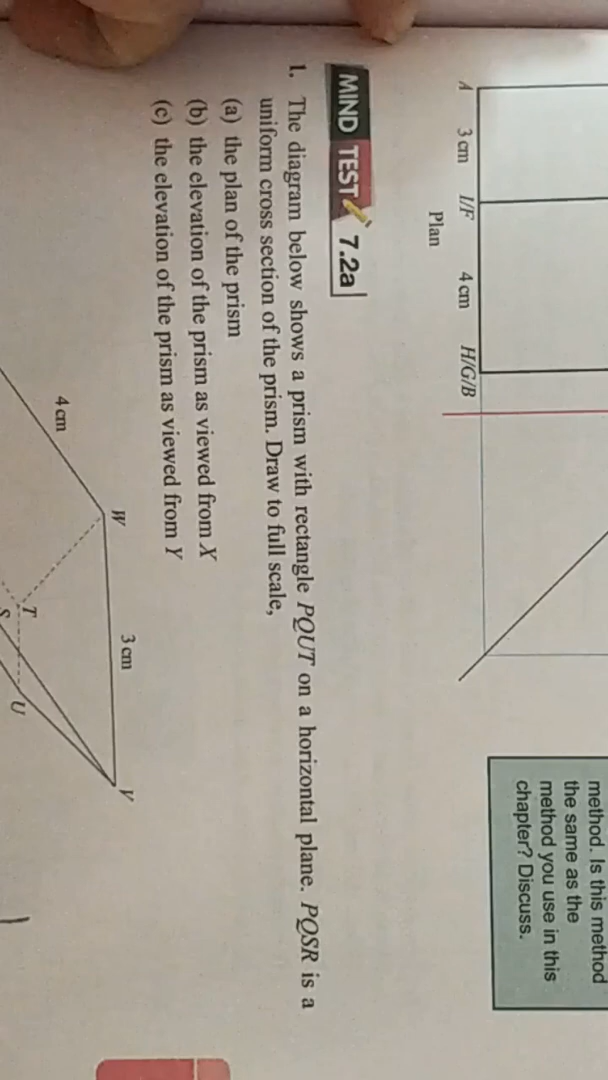 A 3 cm I/F 4 cm H/G/B
Plan
method. Is this method
the same as the
method you use in this
chapter? Discuss.
MIND TEST 7.2a
1. The diagram below shows a prism with rectangle PQUT on a horizontal plane. PQSR is a
uniform cross section of the prism. Draw to full scale,
(a) the plan of the prism
(b) the elevation of the prism as viewed from X
(c) the elevation of the prism as viewed from Y
W 3 cm V
4 cm
T
U
S